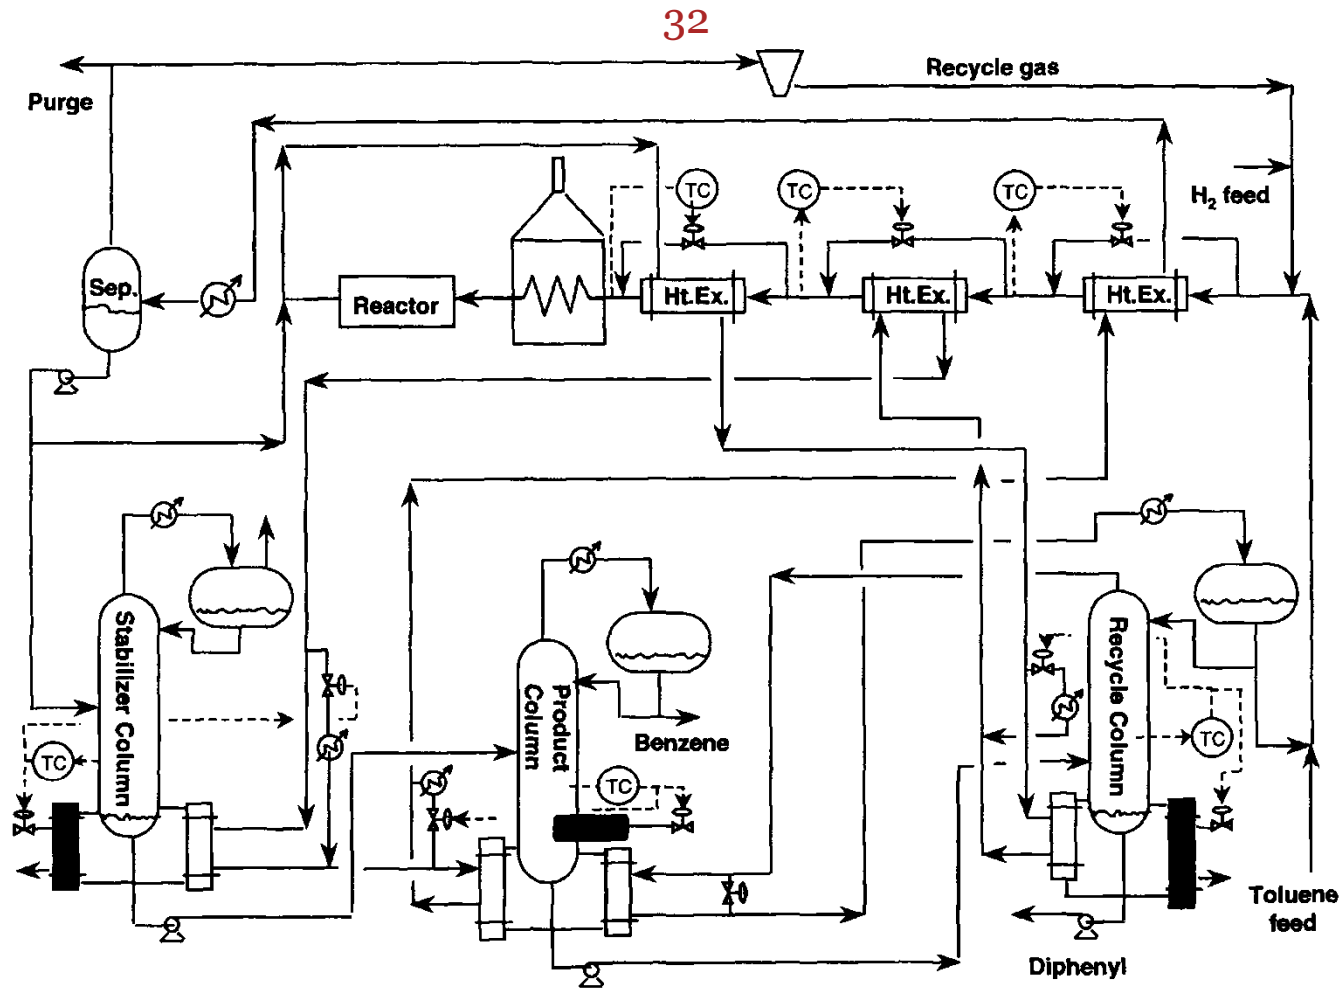 32
Recycle gas
Purge
TC
TC
TC
H₂ feed
Sep.
Reactor
Ht.Ex.
Ht.Ex.
Ht.Ex.
Stabilizer Column
Product
Column
Recycle Column
Benzene
TC
TC
TC
Toluene
feed
Diphenyl